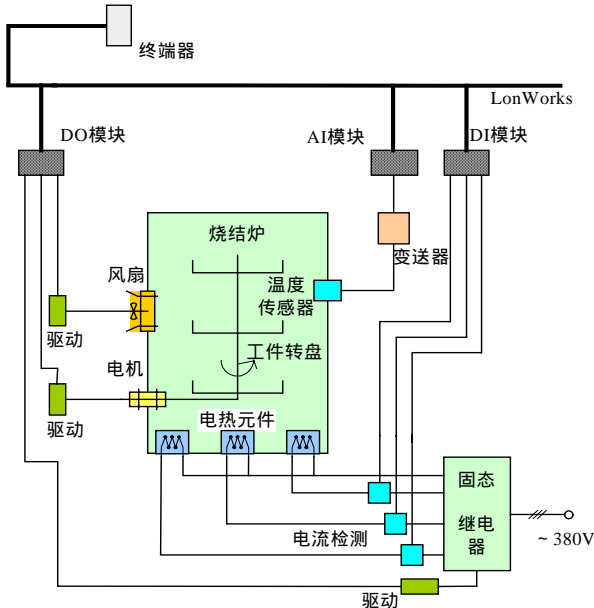 终端器
LonWorks
DO模块
AI模块
DI模块
烧结炉
变送器
风扇
温度
传感器
驱动
工件转盘
电机
电热元件
驱动
固态
继电
器
电流检测
~ 380V
驱动